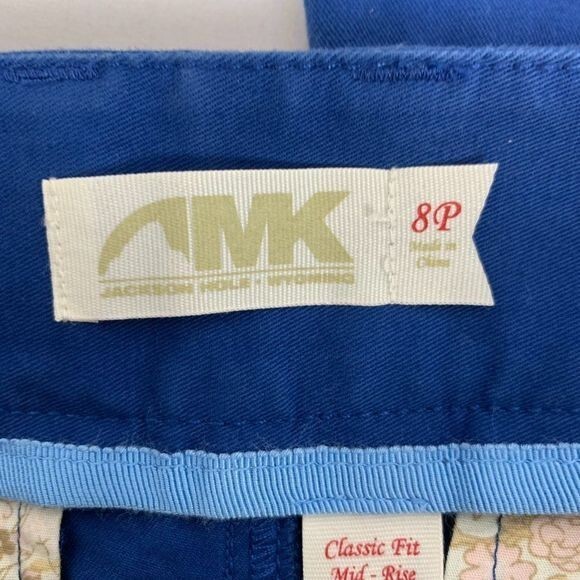 MK
JACKSON HOLE · WYOMING
8P
Made in
China
Classic Fit
Mid - Rise